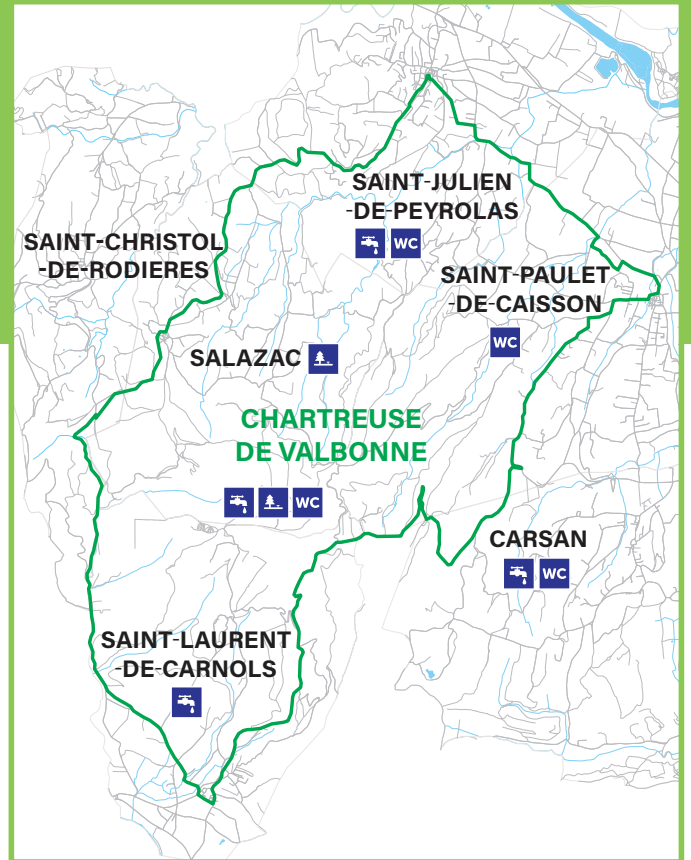 SAINT-JULIEN
-DE-PEYROLAS
WC
SAINT-CHRISTOL
-DE-RODIERES
SAINT-PAULET
-DE-CAISSON
WC
SALAZAC
CHARTREUSE
DE VALBONNE
WC
CARSAN
WC
SAINT-LAURENT
-DE-CARNOLS